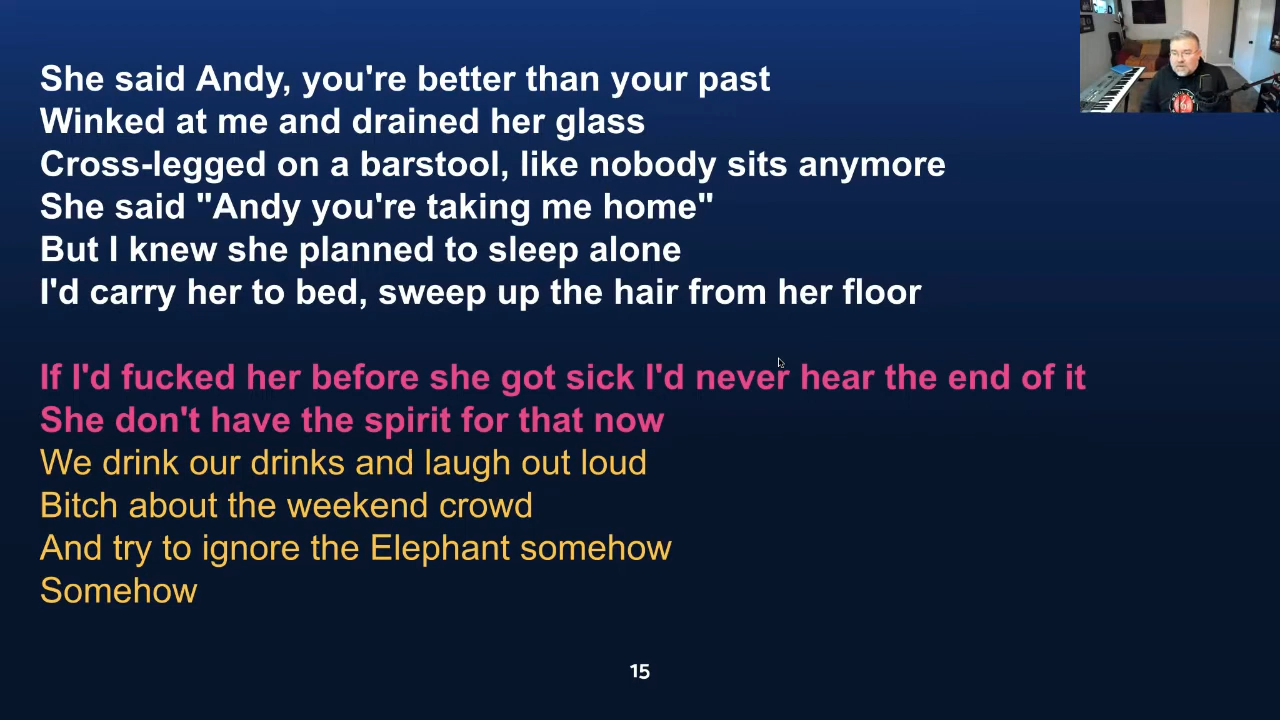 She said Andy, you're better than your past
Winked at me and drained her glass
Cross-legged on a barstool, like nobody sits anymore
She said "Andy you're taking me home"
But I knew she planned to sleep alone
I'd carry her to bed, sweep up the hair from her floor
If I'd fucked her before she got sick I'd never hear the end of it
She don't have the spirit for that now
We drink our drinks and laugh out loud
Bitch about the weekend crowd
And try to ignore the Elephant somehow
Somehow
15